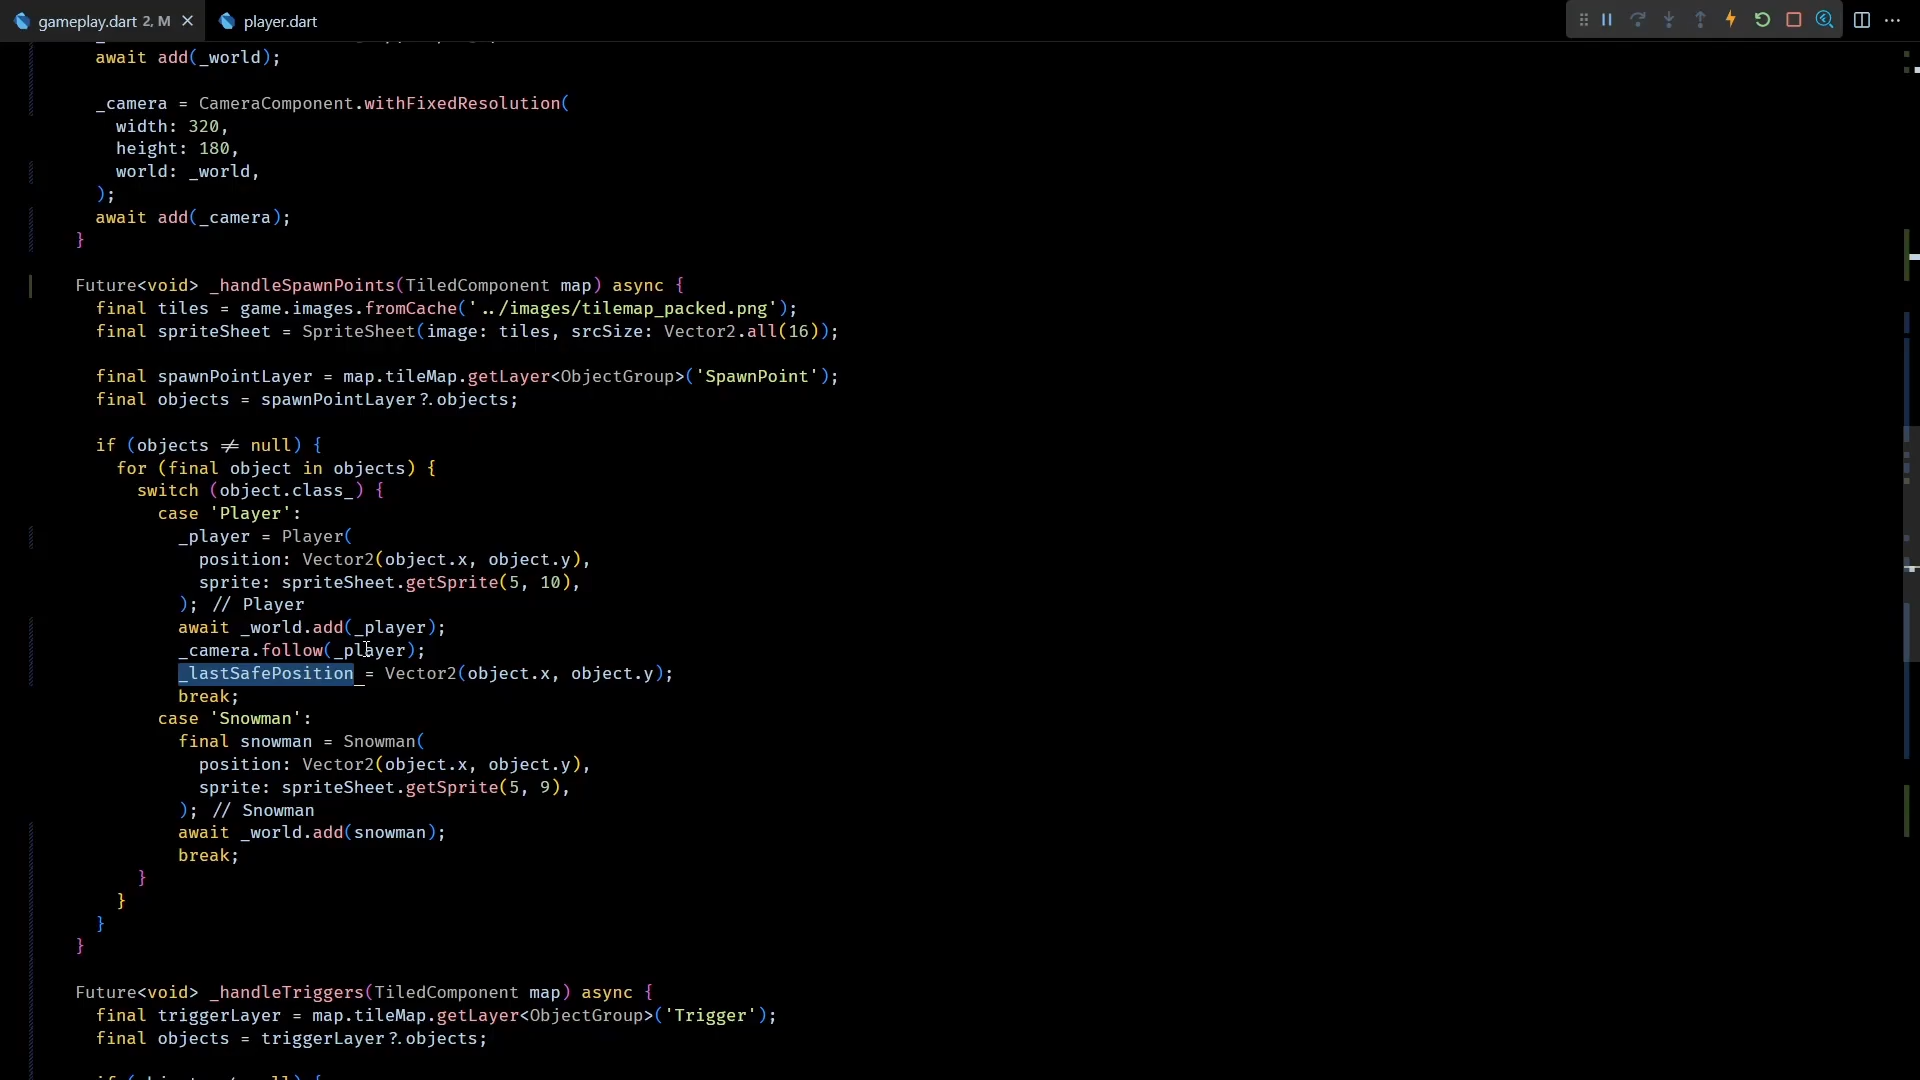 gameplay.dart 2, M
player.dart
await add(_world);
_camera = CameraComponent.withFixedResolution(
width: 320,
height: 180,
world: _world,
);
await add(_camera);
}
Future<void> _handleSpawnPoints(TiledComponent map) async {
final tiles = game.images.fromCache('../images/tilemap_packed.png');
final spriteSheet = SpriteSheet(image: tiles, srcSize: Vector2.all(16));
final spawnPointLayer = map.tileMap.getLayer<ObjectGroup>('SpawnPoint');
final objects = spawnPointLayer?.objects;
if (objects != null) {
for (final object in objects) {
switch (object.class_) {
case 'Player':
_player = Player(
position: Vector2(object.x, object.y),
sprite: spriteSheet.getSprite(5, 10),
); // Player
await _world.add(_player);
_camera.follow(_player);
_lastSafePosition = Vector2(object.x, object.y);
break;
case 'Snowman':
final snowman = Snowman(
position: Vector2(object.x, object.y),
sprite: spriteSheet.getSprite(5, 9),
); // Snowman
await _world.add(snowman);
break;
}
}
}
}
Future<void> _handleTriggers(TiledComponent map) async {
final triggerLayer = map.tileMap.getLayer<ObjectGroup>('Trigger');
final objects = triggerLayer?.objects;